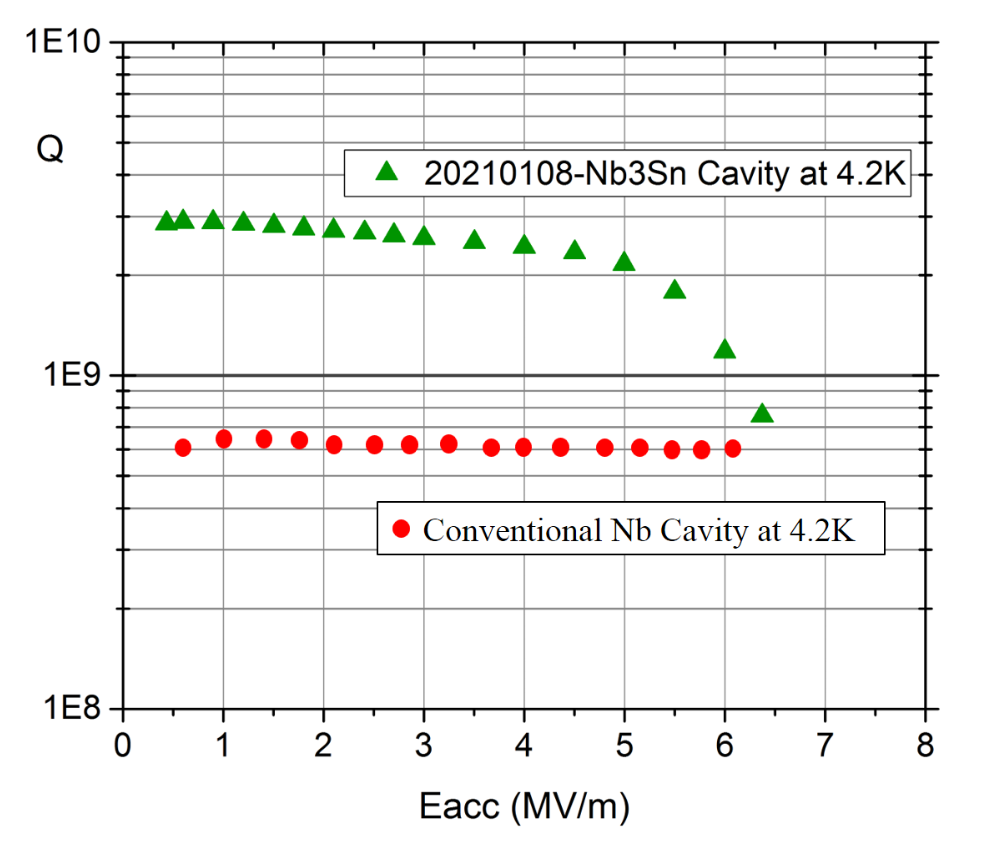 1E10
Q
20210108-Nb3Sn Cavity at 4.2K
1E9
Conventional Nb Cavity at 4.2K
1E8
0 1 2 3 4 5 6 7 8
Eacc (MV/m)